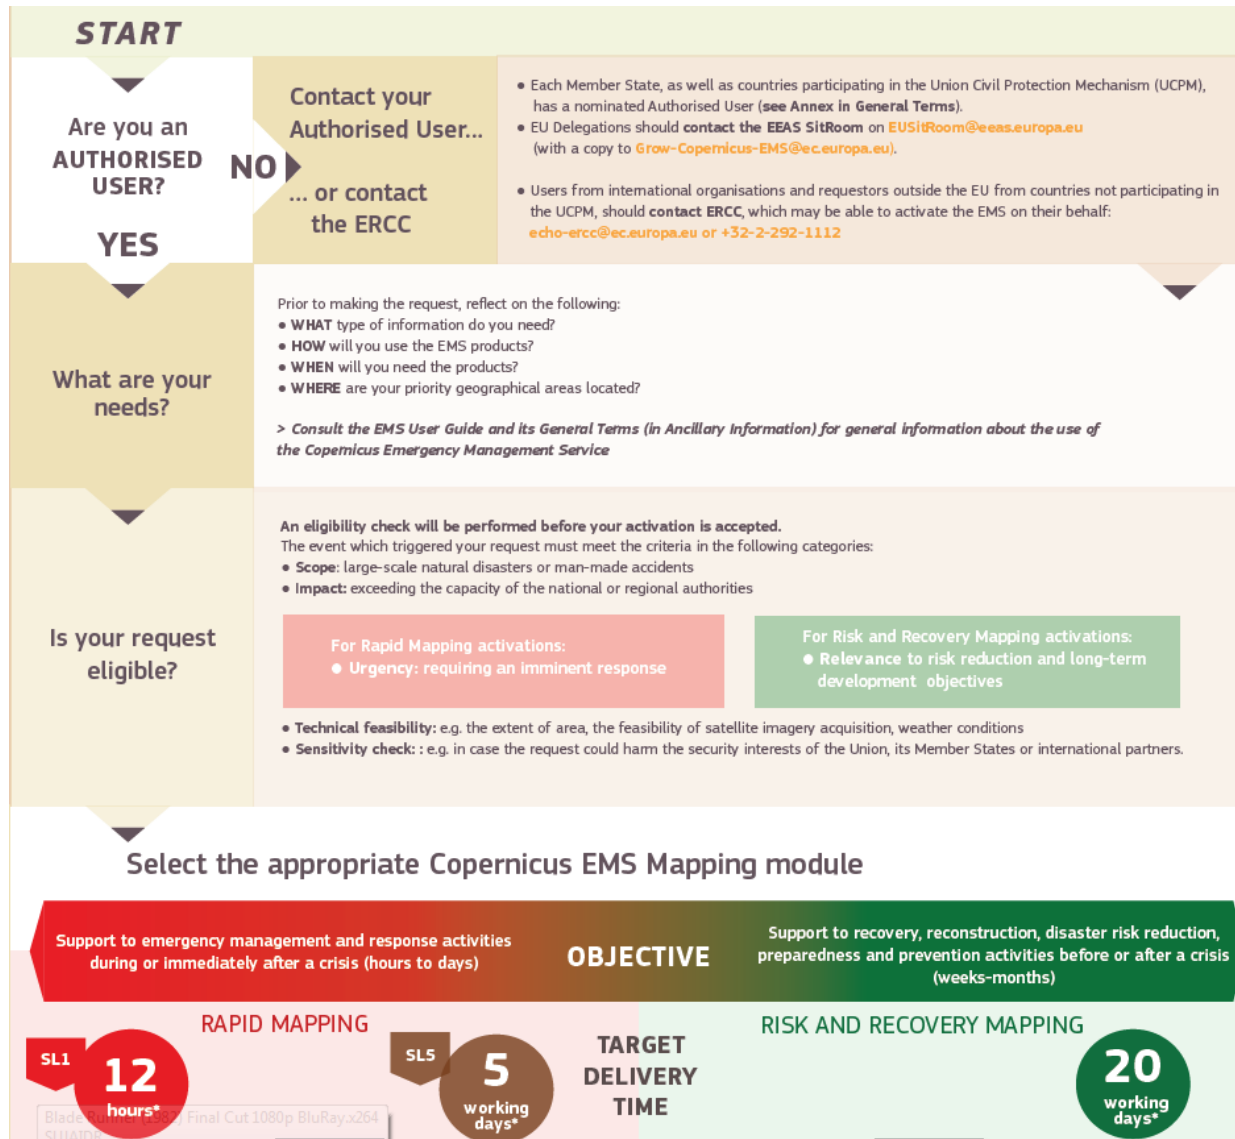 START
Are you an
AUTHORISED
USER?
YES
NO
Contact your
Authorised User...
... or contact
the ERCC
• Each Member State, as well as countries participating in the Union Civil Protection Mechanism (UCPM),
has a nominated Authorised User (see Annex in General Terms).
• EU Delegations should contact the EEAS SitRoom on EUSitRoom@eeas.europa.eu
(with a copy to Grow-Copernicus-EMS@ec.europa.eu).
• Users from international organisations and requestors outside the EU from countries not participating in
the UCPM, should contact ERCC, which may be able to activate the EMS on their behalf:
echo-ercc@ec.europa.eu or +32-2-292-1112
What are your
needs?
Prior to making the request, reflect on the following:
• WHAT type of information do you need?
• HOW will you use the EMS products?
• WHEN will you need the products?
• WHERE are your priority geographical areas located?
> Consult the EMS User Guide and its General Terms (in Ancillary Information) for general information about the use of
the Copernicus Emergency Management Service
Is your request
eligible?
An eligibility check will be performed before your activation is accepted.
The event which triggered your request must meet the criteria in the following categories:
• Scope: large-scale natural disasters or man-made accidents
• Impact: exceeding the capacity of the national or regional authorities
For Rapid Mapping activations:
• Urgency: requiring an imminent response
For Risk and Recovery Mapping activations:
• Relevance to risk reduction and long-term
development objectives
• Technical feasibility: e.g. the extent of area, the feasibility of satellite imagery acquisition, weather conditions
• Sensitivity check: : e.g. in case the request could harm the security interests of the Union, its Member States or international partners.
Select the appropriate Copernicus EMS Mapping module
Support to emergency management and response activities
during or immediately after a crisis (hours to days)
OBJECTIVE
Support to recovery, reconstruction, disaster risk reduction,
preparedness and prevention activities before or after a crisis
(weeks-months)
RAPID MAPPING
SL1
12
hours*
SL5
5
working
days*
TARGET
DELIVERY
TIME
RISK AND RECOVERY MAPPING
20
working
days*
Blade Runner (1982) Final Cut 1080p BluRay.x264